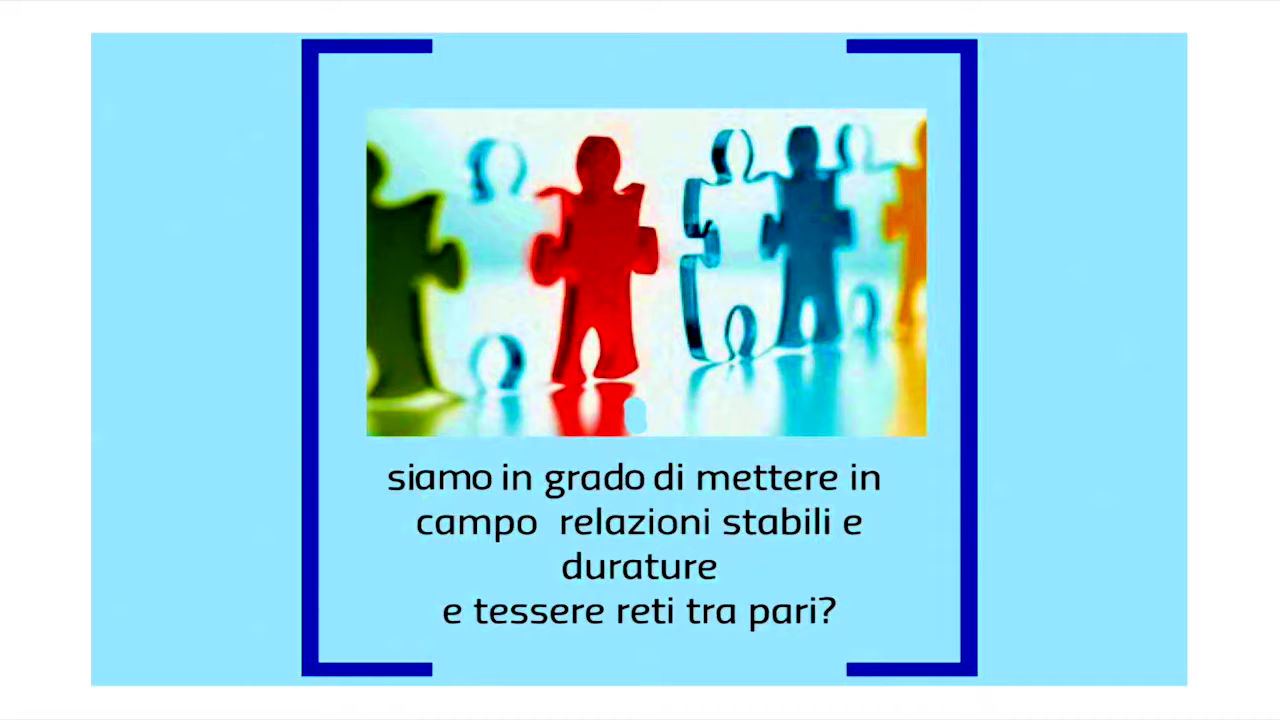 siamo in grado di mettere in
campo relazioni stabili e
durature
e tessere reti tra pari?